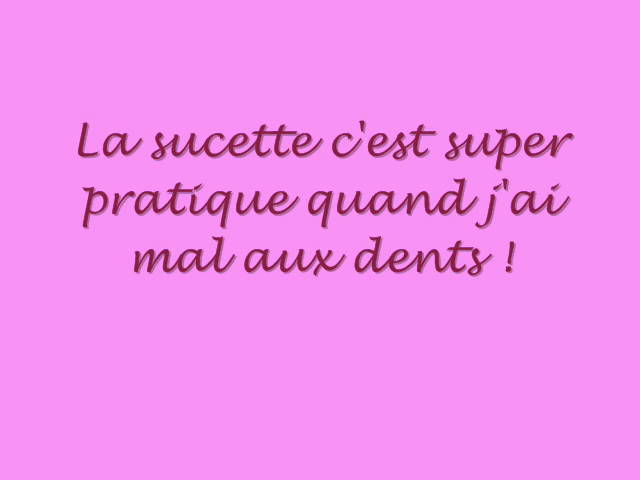 La sucette c'est super
pratique quand j'ai
mal aux dents !